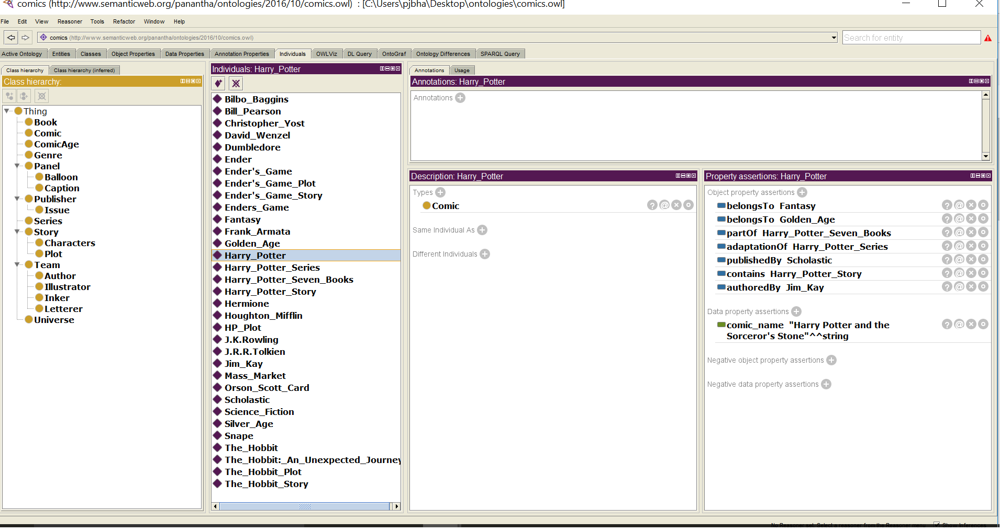 comics (http://www.semanticweb.org/panantha/ontologies/2016/10/comics.owl) : [C:\Users\pjbha\Desktop\ontologies\comics.owl]
File Edit View Reasoner Tools Refactor Window Help
comics (http://www.semanticweb.org/panantha/ontologies/2016/10/comics.owl)
Search for entity
Active Ontology Entities Classes Object Properties Data Properties Annotation Properties Individuals OWLViz DL Query OntoGraf Ontology Differences SPARQL Query
Class hierarchy Class hierarchy (inferred)
Class hierarchy:
Thing
Book
Comic
ComicAge
Genre
Panel
Balloon
Caption
Publisher
Issue
Series
Story
Characters
Plot
Team
Author
Illustrator
Inker
Letterer
Universe
Individuals: Harry_Potter
Bilbo_Baggins
Bill_Pearson
Christopher_Yost
David_Wenzel
Dumbledore
Ender
Ender's_Game
Ender's_Game_Plot
Ender's_Game_Story
Enders_Game
Fantasy
Frank_Armata
Golden_Age
Harry_Potter
Harry_Potter_Series
Harry_Potter_Seven_Books
Harry_Potter_Story
Hermione
Houghton_Mifflin
HP_Plot
J.K.Rowling
J.R.R.Tolkien
Jim_Kay
Mass_Market
Orson_Scott_Card
Scholastic
Science_Fiction
Silver_Age
Snape
The_Hobbit
The_Hobbit:_An_Unexpected_Journey
The_Hobbit_Plot
The_Hobbit_Story
Annotations Usage
Annotations: Harry_Potter
Annotations
Description: Harry_Potter
Types
Comic
Same Individual As
Different Individuals
Property assertions: Harry_Potter
Object property assertions
belongsTo Fantasy
belongsTo Golden_Age
partOf Harry_Potter_Seven_Books
adaptationOf Harry_Potter_Series
publishedBy Scholastic
contains Harry_Potter_Story
authoredBy Jim_Kay
Data property assertions
comic_name "Harry Potter and the
Sorceror's Stone"^^string
Negative object property assertions
Negative data property assertions
No Reasoner set. Select a reasoner from the Reasoner menu Show Inferences